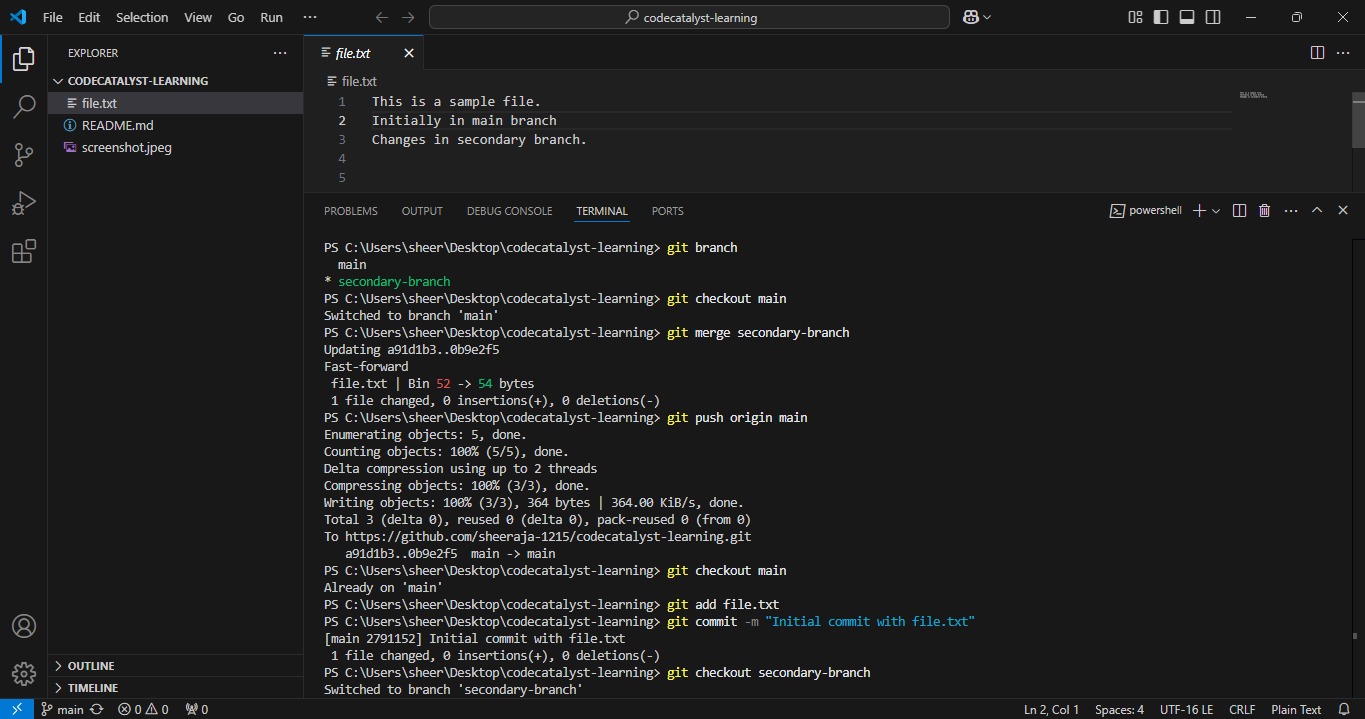 File Edit Selection View Go Run ···
codecatalyst-learning
EXPLORER
CODECATALYST-LEARNING
file.txt
README.md
screenshot.jpeg
OUTLINE
TIMELINE
file.txt
file.txt
1 This is a sample file.
2 Initially in main branch
3 Changes in secondary branch.
4
5
PROBLEMS OUTPUT DEBUG CONSOLE TERMINAL PORTS
powershell
PS C:\Users\sheer\Desktop\codecatalyst-learning> git branch
main
* secondary-branch
PS C:\Users\sheer\Desktop\codecatalyst-learning> git checkout main
Switched to branch 'main'
PS C:\Users\sheer\Desktop\codecatalyst-learning> git merge secondary-branch
Updating a91d1b3..0b9e2f5
Fast-forward
file.txt | Bin 52 -> 54 bytes
1 file changed, 0 insertions(+), 0 deletions(-)
PS C:\Users\sheer\Desktop\codecatalyst-learning> git push origin main
Enumerating objects: 5, done.
Counting objects: 100% (5/5), done.
Delta compression using up to 2 threads
Compressing objects: 100% (3/3), done.
Writing objects: 100% (3/3), 364 bytes | 364.00 KiB/s, done.
Total 3 (delta 0), reused 0 (delta 0), pack-reused 0 (from 0)
To https://github.com/sheeraja-1215/codecatalyst-learning.git
a91d1b3..0b9e2f5 main -> main
PS C:\Users\sheer\Desktop\codecatalyst-learning> git checkout main
Already on 'main'
PS C:\Users\sheer\Desktop\codecatalyst-learning> git add file.txt
PS C:\Users\sheer\Desktop\codecatalyst-learning> git commit -m "Initial commit with file.txt"
[main 2791152] Initial commit with file.txt
1 file changed, 0 insertions(+), 0 deletions(-)
PS C:\Users\sheer\Desktop\codecatalyst-learning> git checkout secondary-branch
Switched to branch 'secondary-branch'
main 0 0 0 Ln 2, Col 1 Spaces: 4 UTF-16 LE CRLF Plain Text